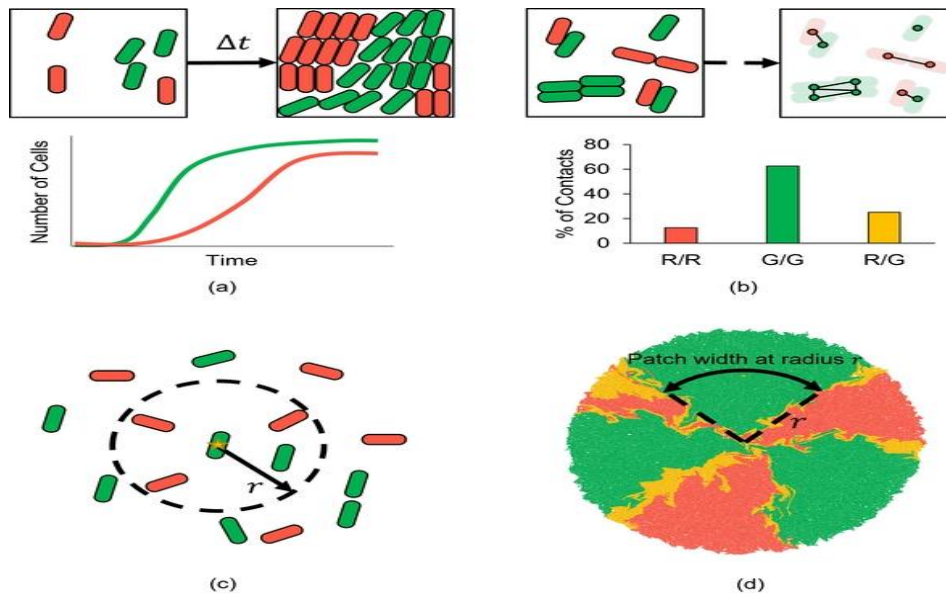 Δt
Number of Cells
Time
(a)
% of Contacts
80
60
40
20
0
R/R G/G R/G
(b)
r
(c)
Patch width at radius r
r
(d)